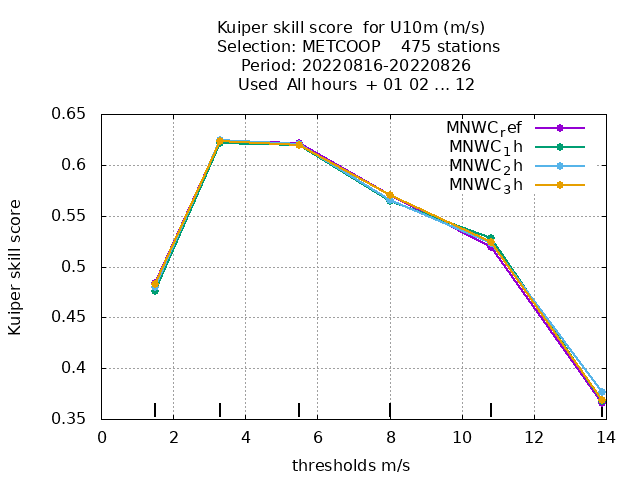 Kuiper skill score  for U10m (m/s)
Selection: METCOOP    475 stations
Period: 20220816-20220826
Used  All hours  + 01 02 ... 12
MNWC_ref
MNWC_1h
MNWC_2h
MNWC_3h
Kuiper skill score
0.65
0.6
0.55
0.5
0.45
0.4
0.35
0 2 4 6 8 10 12 14
thresholds m/s